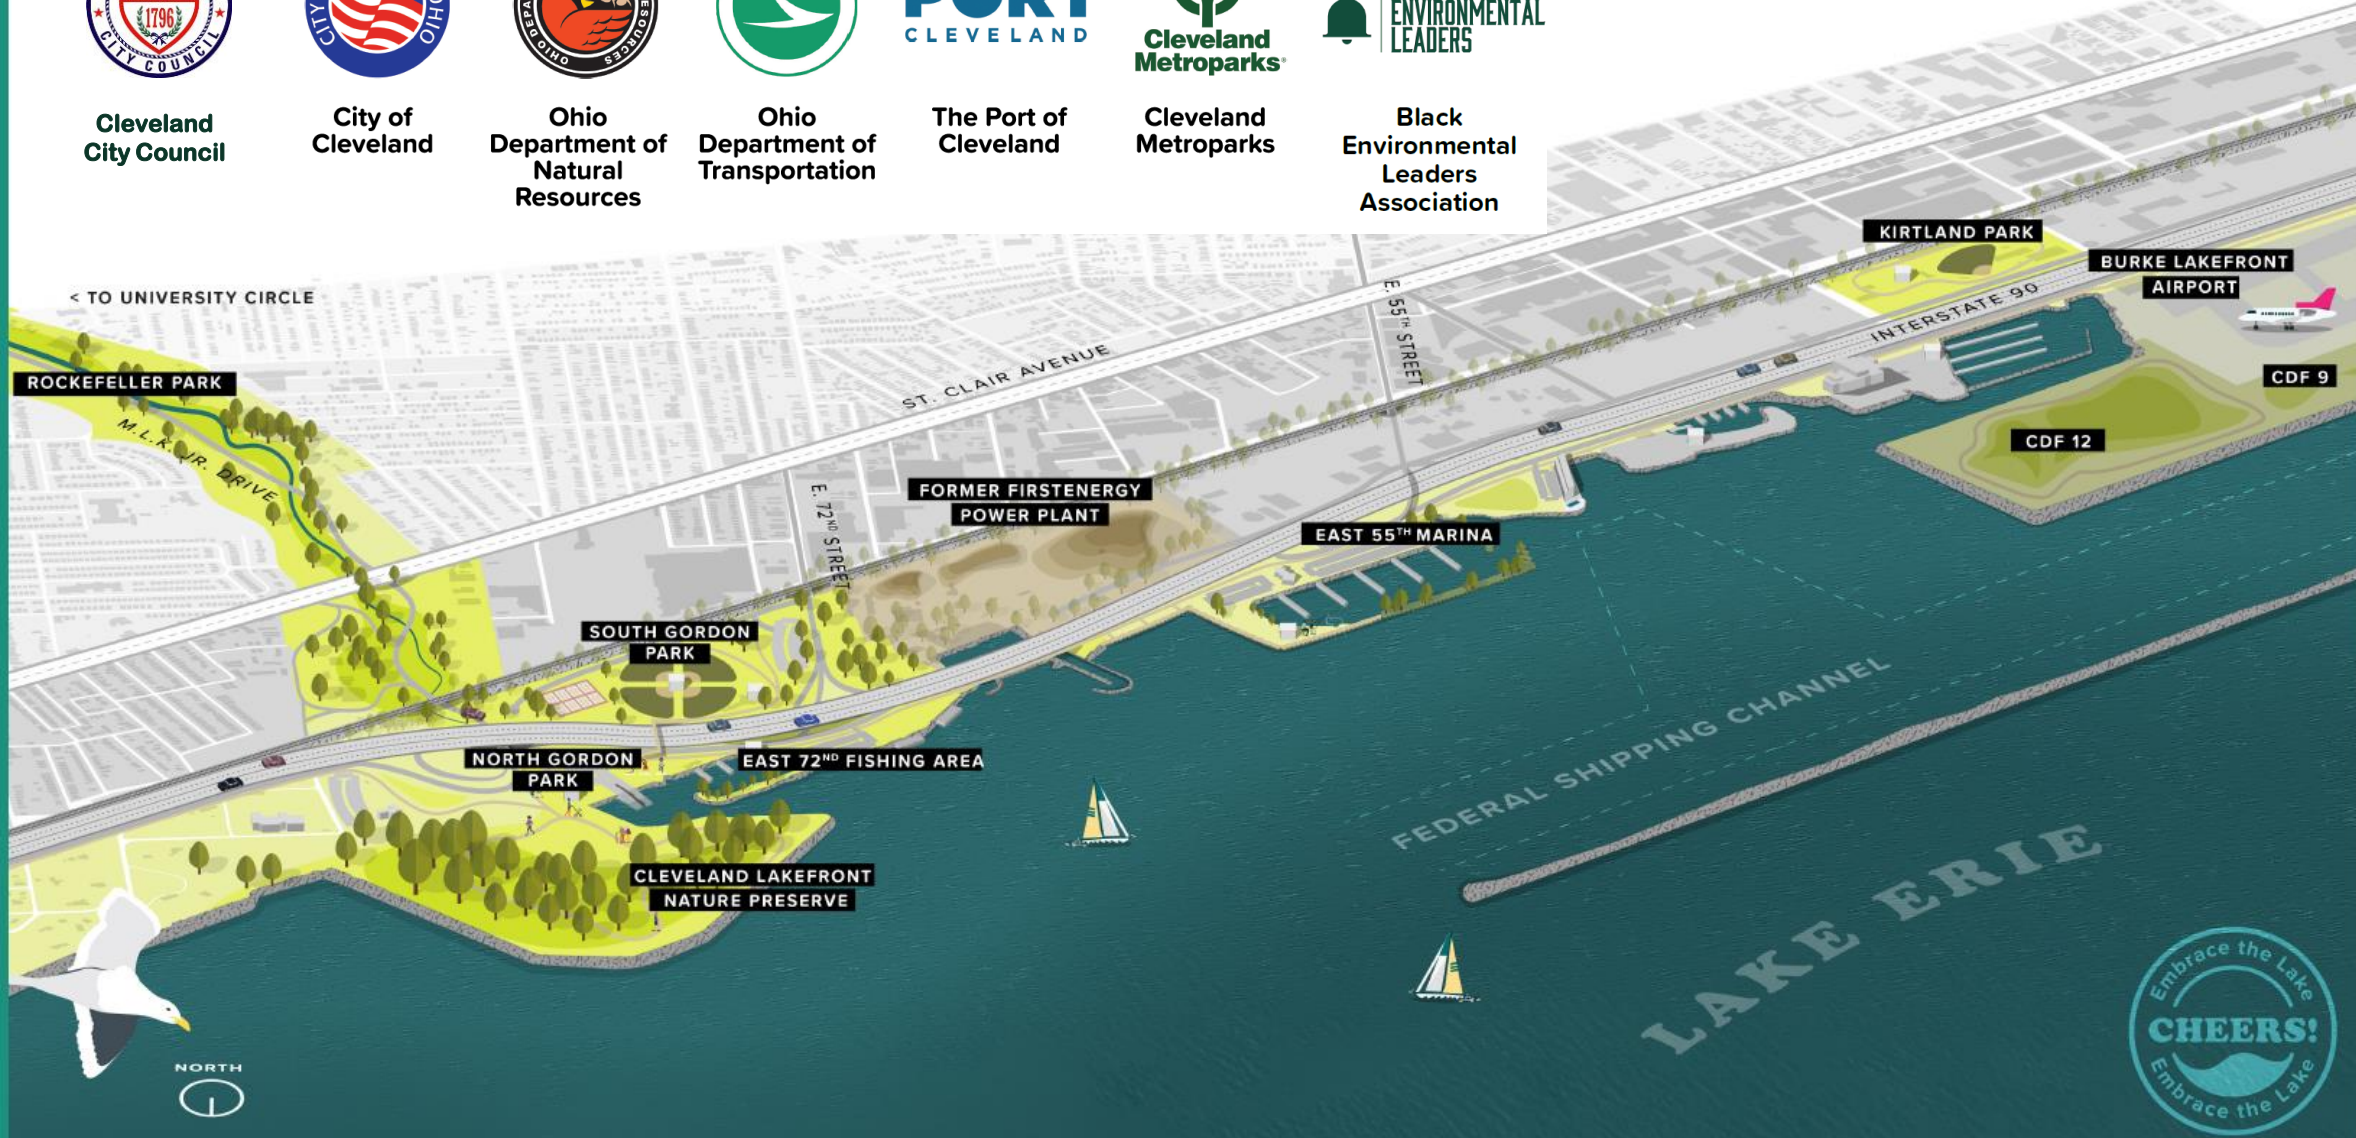 1796
CITY COUNCIL
CITY
OHIO
OHIO DEPA
ESOURCES
PORT
CLEVELAND
Cleveland
Metroparks
ENVIRONMENTAL
LEADERS
Cleveland
City Council
City of
Cleveland
Ohio
Department of
Natural
Resources
Ohio
Department of
Transportation
The Port of
Cleveland
Cleveland
Metroparks
Black
Environmental
Leaders
Association
KIRTLAND PARK
BURKE LAKEFRONT
AIRPORT
< TO UNIVERSITY CIRCLE
E. 55TH STREET
INTERSTATE 90
ROCKEFELLER PARK
ST. CLAIR AVENUE
CDF 9
M.L.K. JR. DRIVE
CDF 12
FORMER FIRSTENERGY
POWER PLANT
E. 72ND STREET
EAST 55TH MARINA
SOUTH GORDON
PARK
NORTH GORDON
PARK
EAST 72ND FISHING AREA
FEDERAL SHIPPING CHANNEL
CLEVELAND LAKEFRONT
NATURE PRESERVE
LAKE ERIE
Embrace the Lake
CHEERS!
Embrace the Lake
NORTH